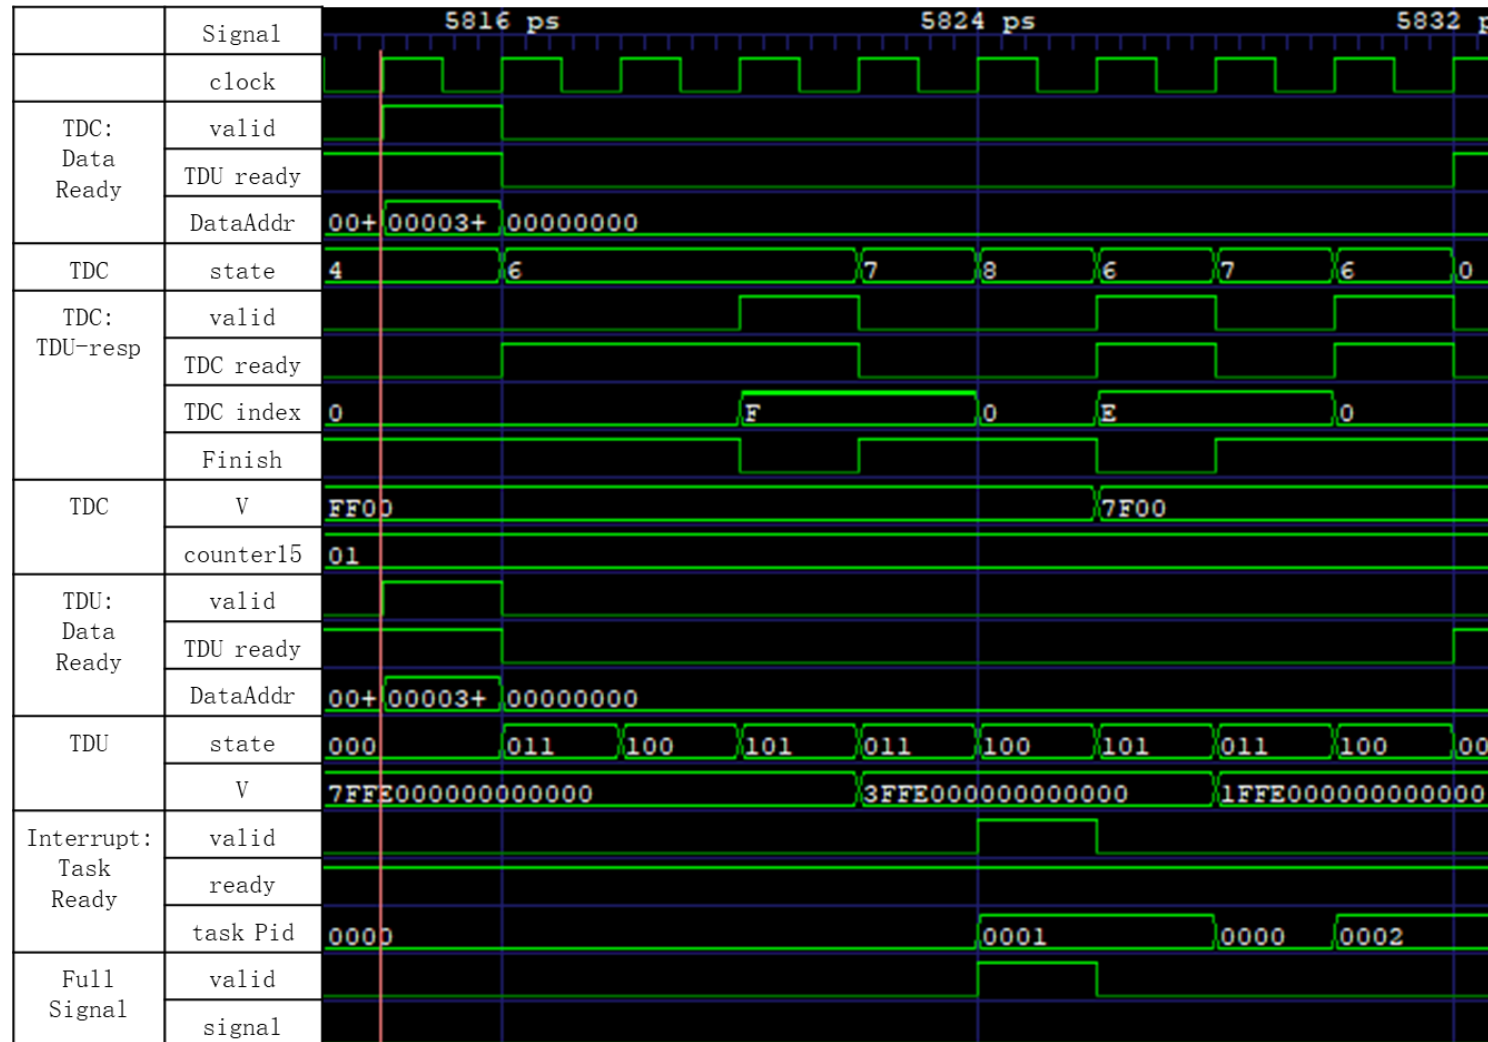 5816 ps 5824 ps 5832 p
Signal
clock
TDC:
Data
Ready
valid
TDU ready
DataAddr 00+ 00003+ 00000000
TDC state 4 6 7 8 6 7 6 0
TDC:
TDU-resp
valid
TDC ready
TDC index 0 F 0 E 0
Finish
TDC V FF00 7F00
counter15 01
TDU:
Data
Ready
valid
TDU ready
DataAddr 00+ 00003+ 00000000
TDU state 000 011 100 101 011 100 101 011 100 00
V 7FFE000000000000 3FFE000000000000 1FFE000000000000
Interrupt:
Task
Ready
valid
ready
task Pid 0000 0001 0000 0002
Full
Signal
valid
signal